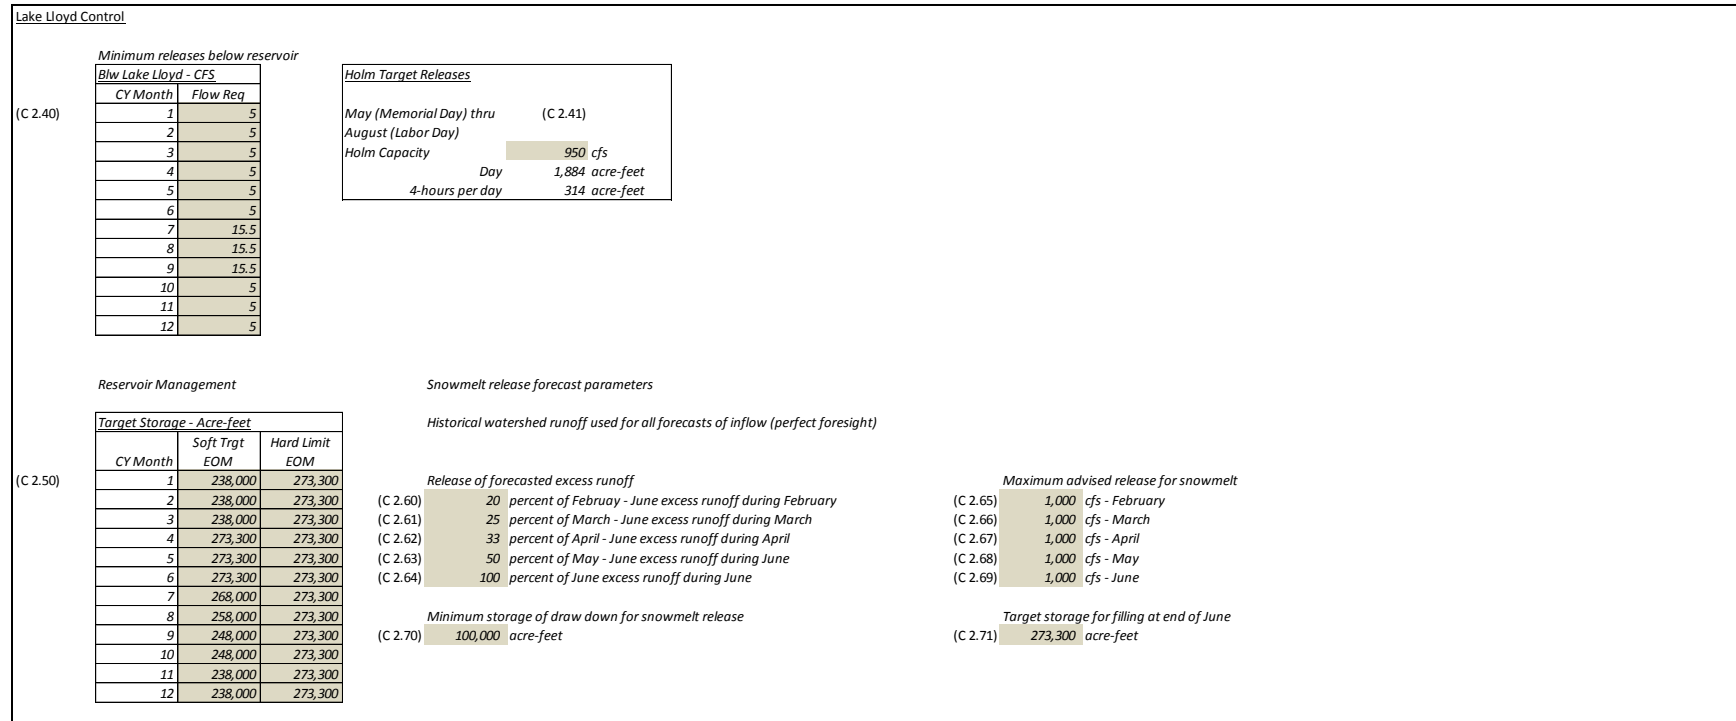 Lake Lloyd Control
Minimum releases below reservoir
Blw Lake Lloyd - CFS
CY Month Flow Req
(C 2.40) 1 5
2 5
3 5
4 5
5 5
6 5
7 15.5
8 15.5
9 15.5
10 5
11 5
12 5
Holm Target Releases
May (Memorial Day) thru (C 2.41)
August (Labor Day)
Holm Capacity 950 cfs
Day 1,884 acre-feet
4-hours per day 314 acre-feet
Reservoir Management
Target Storage - Acre-feet
Soft Trgt Hard Limit
CY Month EOM EOM
(C 2.50) 1 238,000 273,300
2 238,000 273,300
3 238,000 273,300
4 273,300 273,300
5 273,300 273,300
6 273,300 273,300
7 268,000 273,300
8 258,000 273,300
9 248,000 273,300
10 248,000 273,300
11 238,000 273,300
12 238,000 273,300
Snowmelt release forecast parameters
Historical watershed runoff used for all forecasts of inflow (perfect foresight)
Release of forecasted excess runoff
(C 2.60) 20 percent of Februay - June excess runoff during February
(C 2.61) 25 percent of March - June excess runoff during March
(C 2.62) 33 percent of April - June excess runoff during April
(C 2.63) 50 percent of May - June excess runoff during June
(C 2.64) 100 percent of June excess runoff during June
Minimum storage of draw down for snowmelt release
(C 2.70) 100,000 acre-feet
Maximum advised release for snowmelt
(C 2.65) 1,000 cfs - February
(C 2.66) 1,000 cfs - March
(C 2.67) 1,000 cfs - April
(C 2.68) 1,000 cfs - May
(C 2.69) 1,000 cfs - June
Target storage for filling at end of June
(C 2.71) 273,300 acre-feet